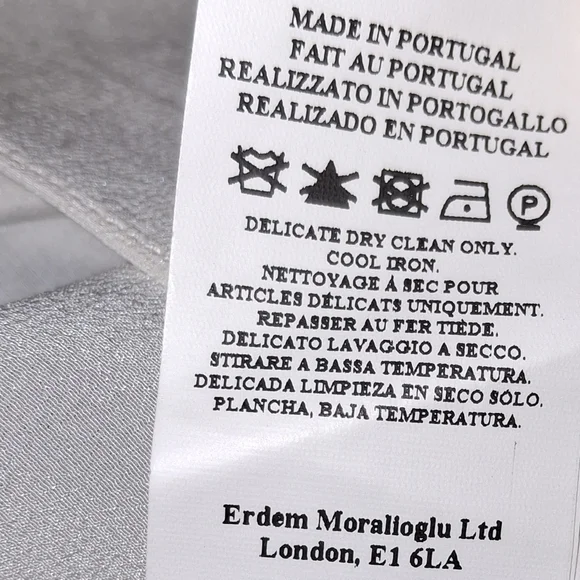 MADE IN PORTUGAL
FAIT AU PORTUGAL
REALIZZATO IN PORTOGALLO
REALIZADO EN PORTUGAL
P
DELICATE DRY CLEAN ONLY.
COOL IRON.
NETTOYAGE Á SEC POUR
ARTICLES DÉLICATS UNIQUEMENT.
REPASSER AU FER TIÈDE.
DELICATO LAVAGGIO A SECCO.
STIRARE A BASSA TEMPERATURA.
DELICADA LIMPIEZA EN SECO SÓLO.
PLANCHA, BAJA TEMPERATURA.
Erdem Moralioglu Ltd
London, E1 6LA